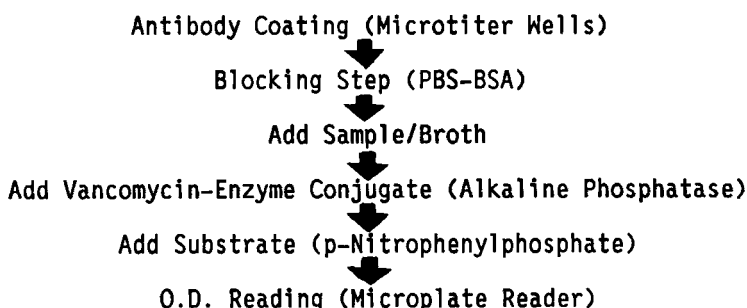 Antibody Coating (Microtiter Wells)
Blocking Step (PBS-BSA)
Add Sample/Broth
Add Vancomycin-Enzyme Conjugate (Alkaline Phosphatase)
Add Substrate (p-Nitrophenylphosphate)
O.D. Reading (Microplate Reader)